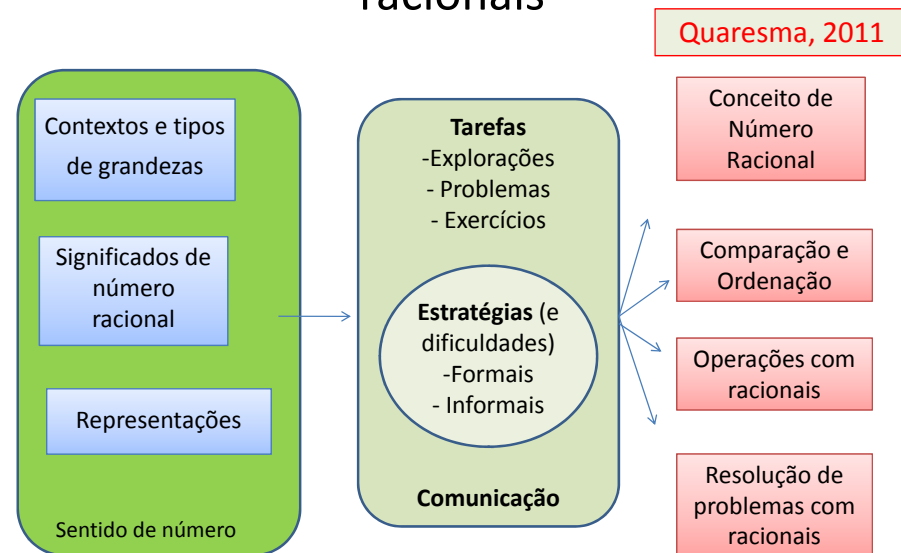 racionais
Quaresma, 2011
Contextos e tipos
de grandezas
Significados de
número
racional
Representações
Sentido de número
Tarefas
-Explorações
- Problemas
- Exercícios
Estratégias (e
dificuldades)
-Formais
- Informais
Comunicação
Conceito de
Número
Racional
Comparação e
Ordenação
Operações com
racionais
Resolução de
problemas com
racionais